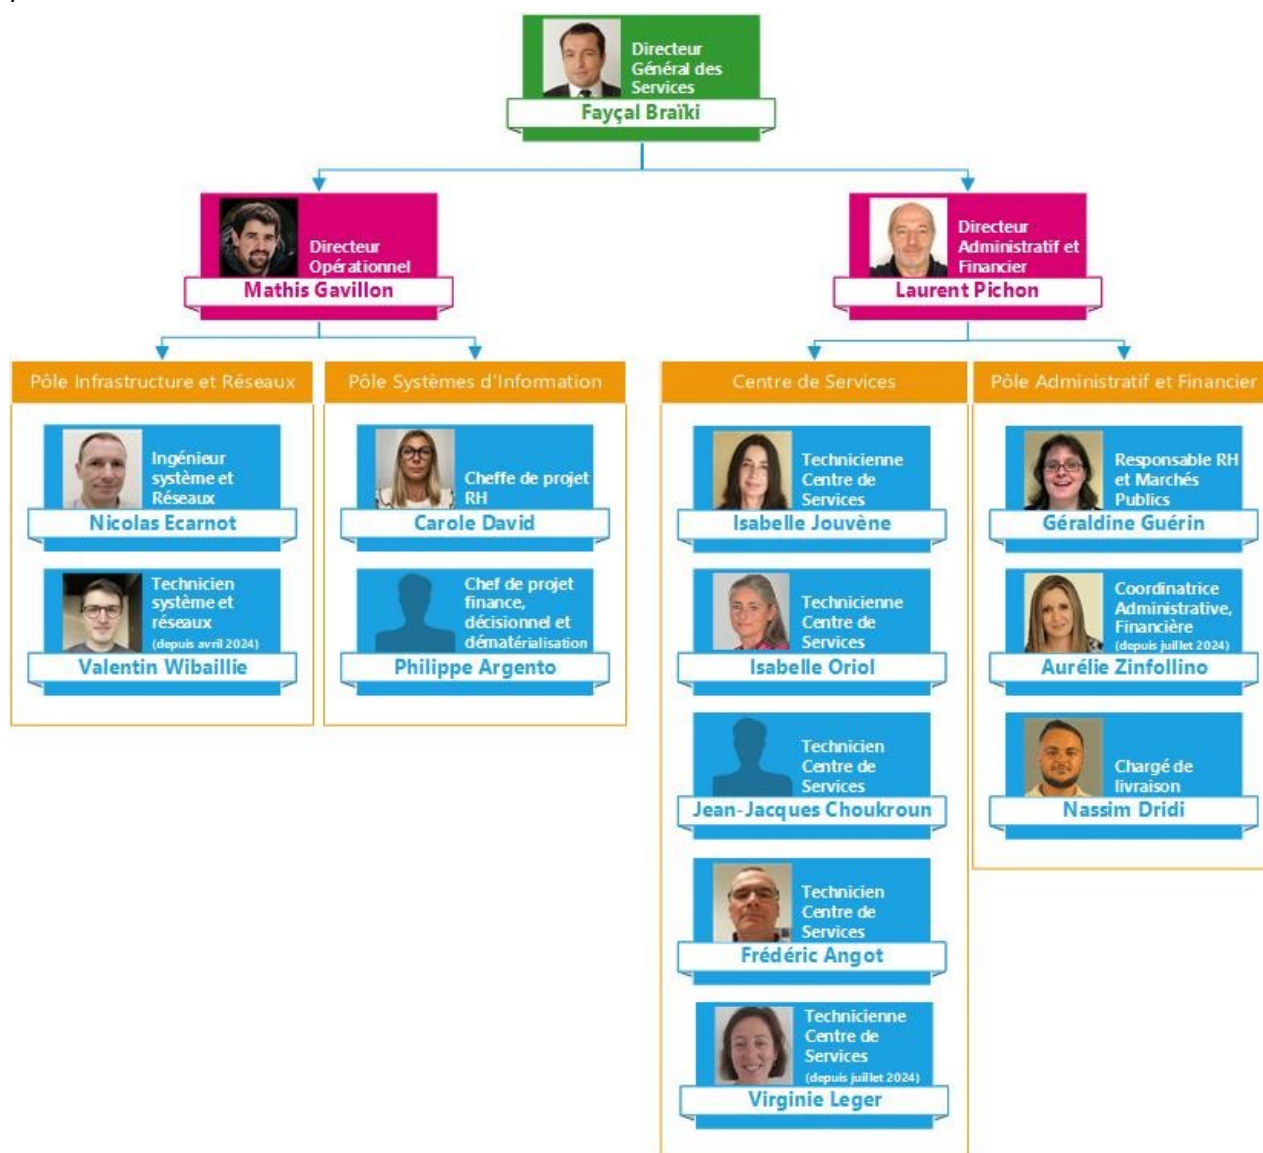 Directeur
Général des
Services
Fayçal Braïki
Directeur
Opérationnel
Mathis Gavillon
Directeur
Administratif et
Financier
Laurent Pichon
Pôle Infrastructure et Réseaux
Ingénieur
système et
Réseaux
Nicolas Ecarnot
Technicien
système et
réseaux
(depuis avril 2024)
Valentin Wibaillie
Pôle Systèmes d'Information
Cheffe de projet
RH
Carole David
Chef de projet
finance,
décisionnel et
dématérialisation
Philippe Argento
Centre de Services
Technicienne
Centre de
Services
Isabelle Jouvène
Technicienne
Centre de
Services
Isabelle Oriol
Technicien
Centre de
Services
Jean-Jacques Choukroun
Technicien
Centre de
Services
Frédéric Angot
Technicienne
Centre de
Services
(depuis juillet 2024)
Virginie Leger
Pôle Administratif et Financier
Responsable RH
et Marchés
Publics
Géraldine Guérin
Coordinatrice
Administrative,
Financière
(depuis juillet 2024)
Aurélie Zinfollino
Chargé de
livraison
Nassim Dridi